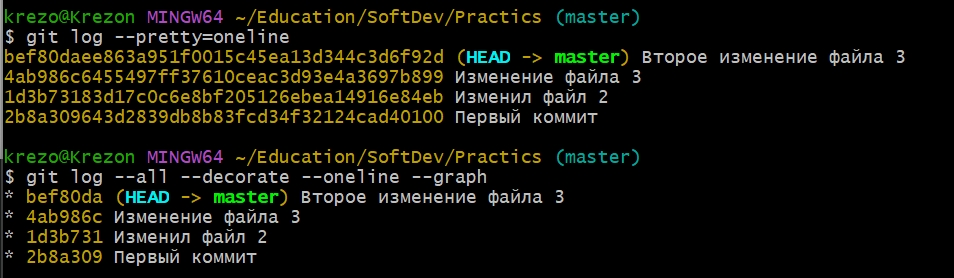 krezo@Krezon MINGW64 ~/Education/SoftDev/Practics (master)
$ git log --pretty=oneline
bef80daee863a951f0015c45ea13d344c3d6f92d (HEAD -> master) Второе изменение файла 3
4ab986c6455497ff37610ceac3d93e4a3697b899 Изменение файла 3
1d3b73183d17c0c6e8bf205126ebea14916e84eb Изменил файл 2
2b8a309643d2839db8b83fcd34f32124cad40100 Первый коммит
krezo@Krezon MINGW64 ~/Education/SoftDev/Practics (master)
$ git log --all --decorate --oneline --graph
* bef80da (HEAD -> master) Второе изменение файла 3
* 4ab986c Изменение файла 3
* 1d3b731 Изменил файл 2
* 2b8a309 Первый коммит